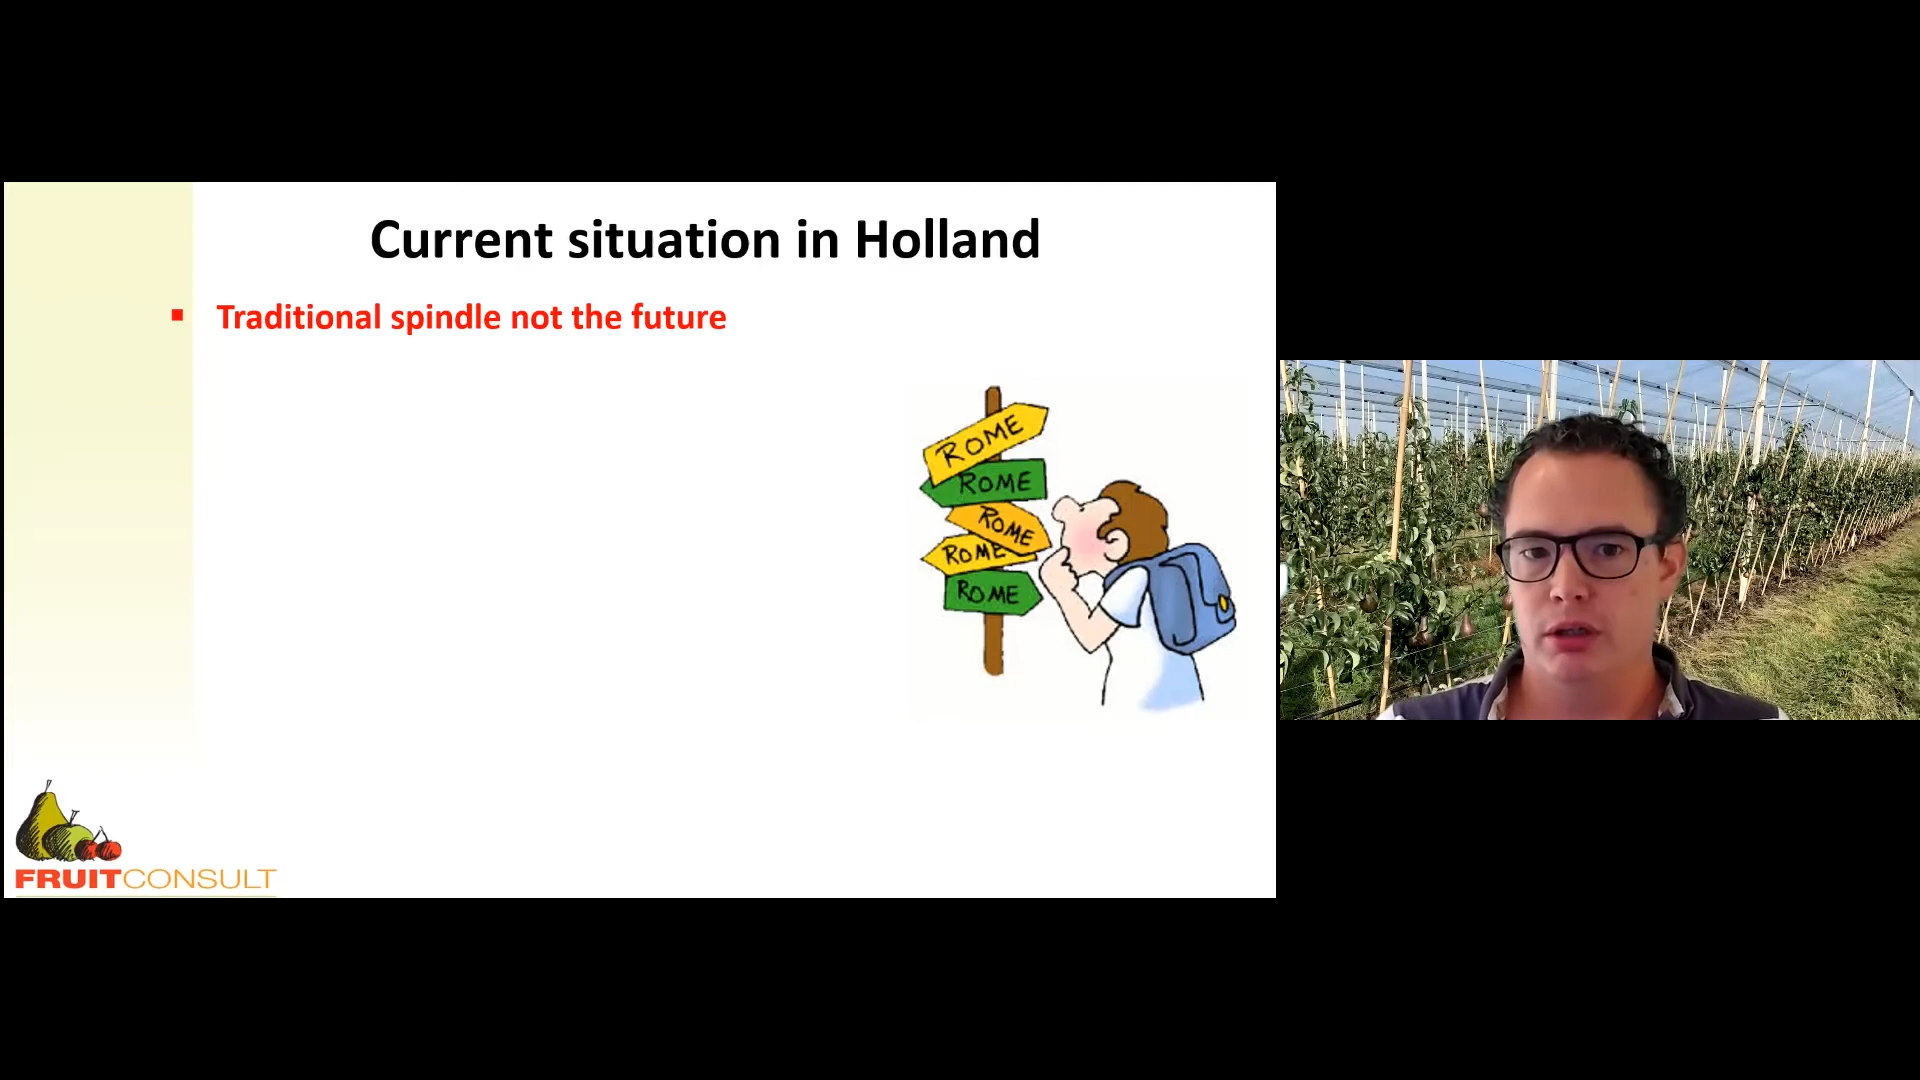 Current situation in Holland
Traditional spindle not the future
ROME
ROME
ROME
ROME
ROME
FRUITCONSULT